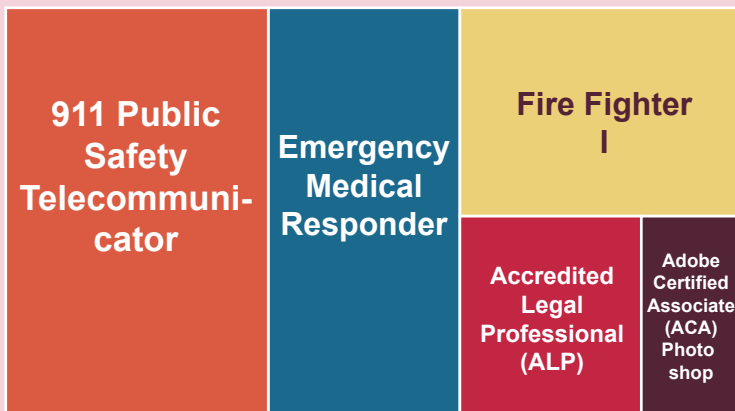 911 Public
Safety
Telecommuni-
cator
Emergency
Medical
Responder
Fire Fighter
I
Accredited
Legal
Professional
(ALP)
Adobe
Certified
Associate
(ACA)
Photo
shop